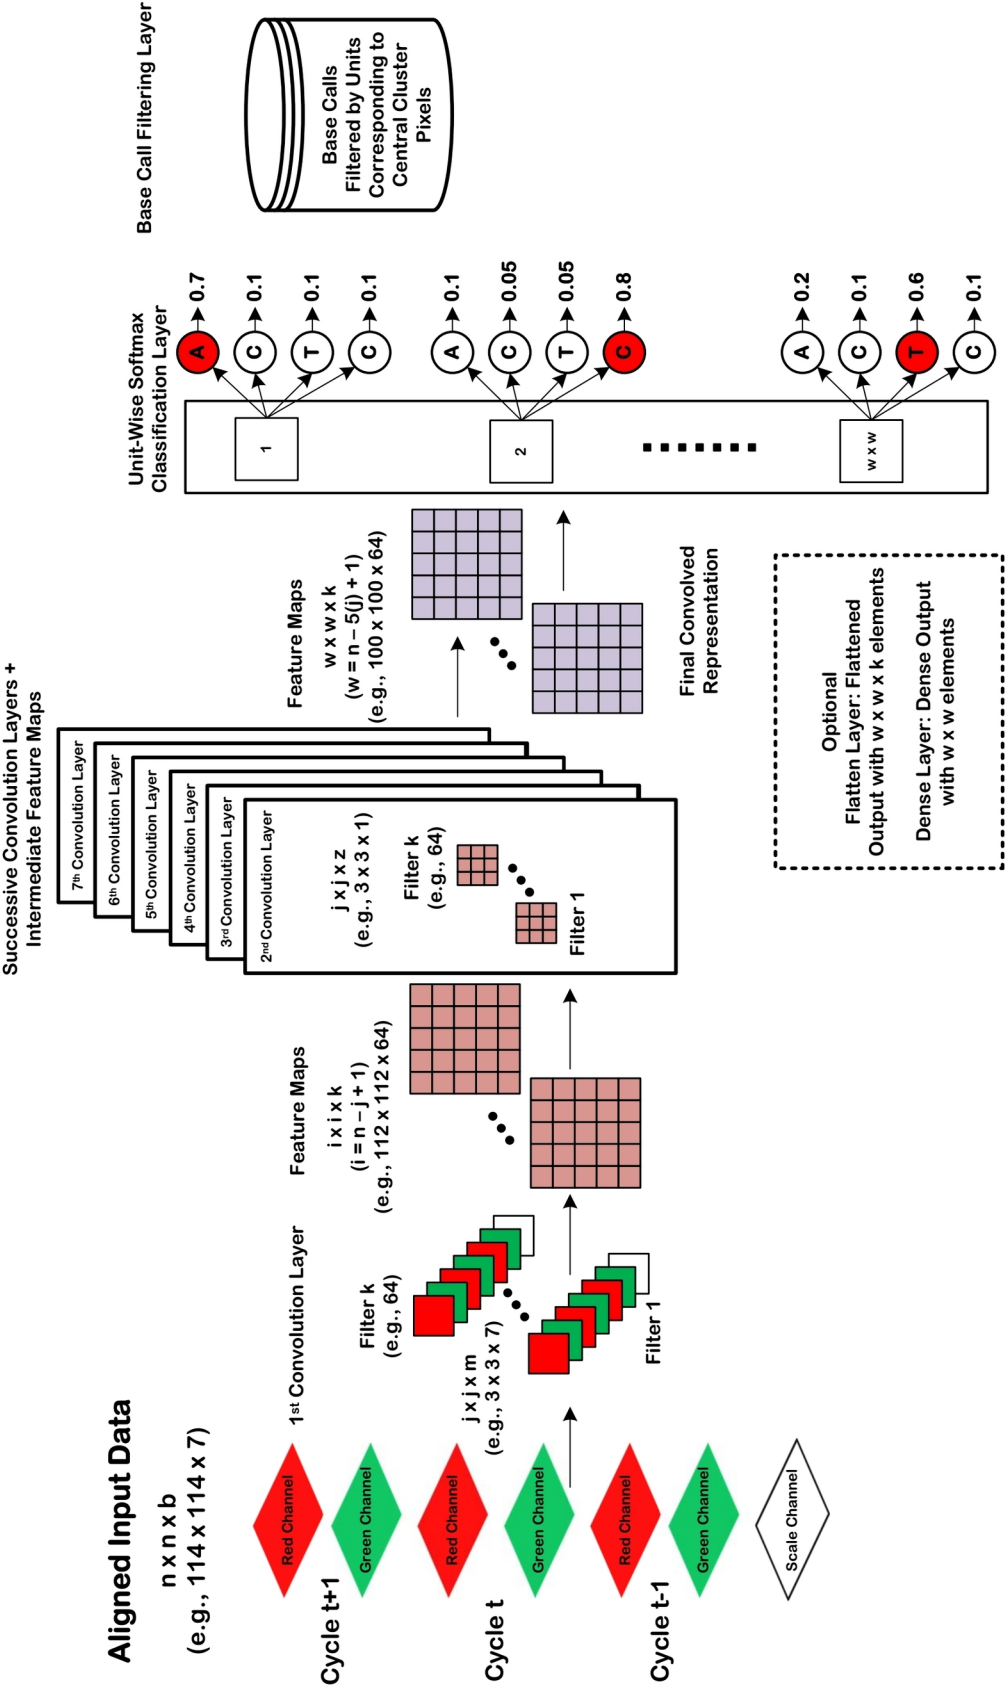 Aligned Input Data
n x n x b
(e.g., 114 x 114 x 7)
Cycle t+1
Red Channel
Green Channel
Cycle t
Red Channel
Green Channel
Cycle t-1
Red Channel
Green Channel
Scale Channel
1st Convolution Layer
Filter k
(e.g., 64)
j x j x m
(e.g., 3 x 3 x 7)
Filter 1
Feature Maps
i x i x k
(i = n – j + 1)
(e.g., 112 x 112 x 64)
Successive Convolution Layers +
Intermediate Feature Maps
7th Convolution Layer
6th Convolution Layer
5th Convolution Layer
4th Convolution Layer
3rd Convolution Layer
2nd Convolution Layer
j x j x z
(e.g., 3 x 3 x 1)
Filter k
(e.g., 64)
Filter 1
Feature Maps
w x w x k
(w = n – 5(j) + 1)
(e.g., 100 x 100 x 64)
Final Convolved
Representation
Optional
Flatten Layer: Flattened
Output with w x w x k elements
Dense Layer: Dense Output
with w x w elements
Unit-Wise Softmax
Classification Layer
1
A 0.7
C 0.1
T 0.1
C 0.1
2
A 0.1
C 0.05
T 0.05
C 0.8
w x w
A 0.2
C 0.1
T 0.6
C 0.1
Base Call Filtering Layer
Base Calls
Filtered by Units
Corresponding to
Central Cluster
Pixels